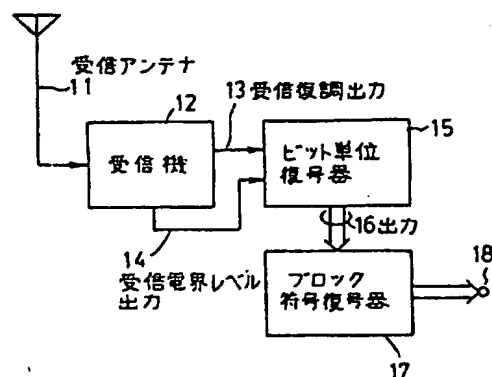 受信アンテナ
11
12
受信機
13 受信復調出力
15
ビット単位
復号器
14
受信電界レベル
出力
16出力
ブロック
符号復号器
18
17